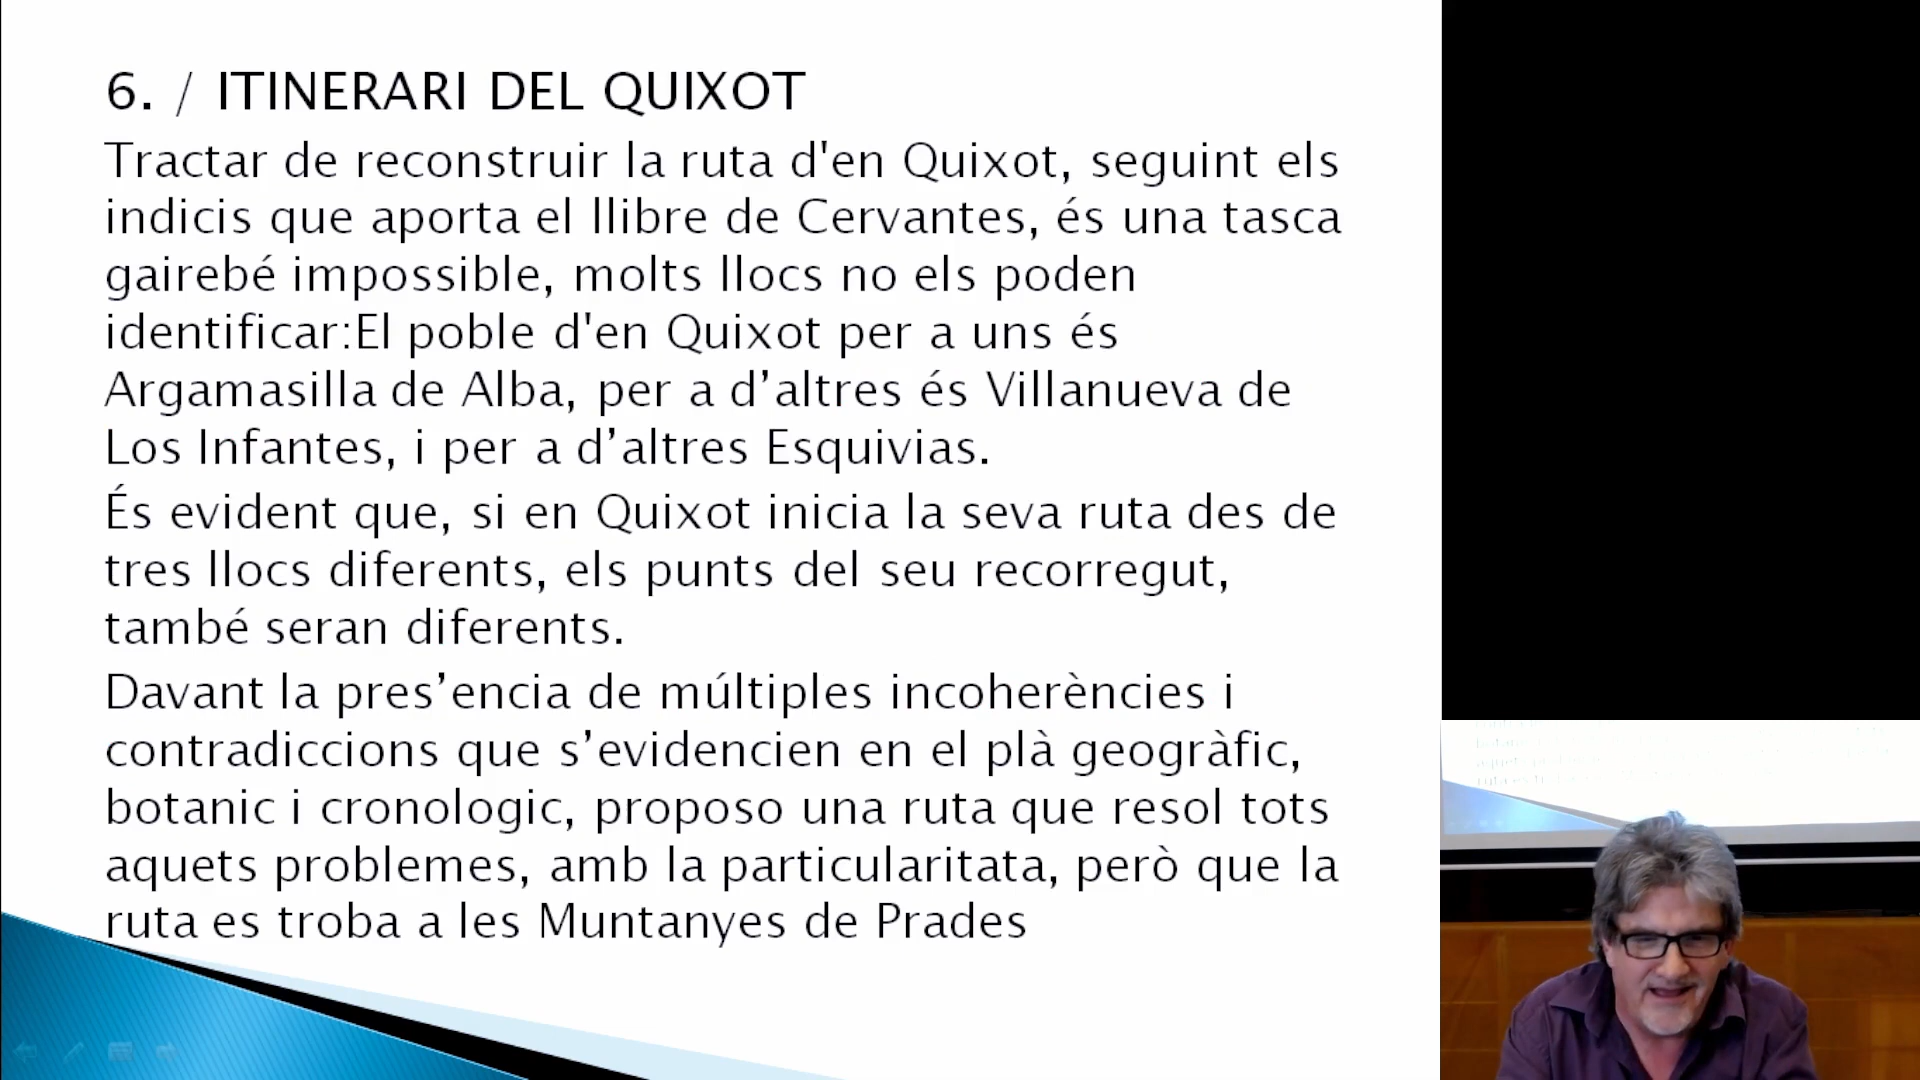 6. / ITINERARI DEL QUIXOT
Tractar de reconstruir la ruta d'en Quixot, seguint els
indicis que aporta el llibre de Cervantes, és una tasca
gairebé impossible, molts llocs no els poden
identificar:El poble d'en Quixot per a uns és
Argamasilla de Alba, per a d’altres és Villanueva de
Los Infantes, i per a d’altres Esquivias.
És evident que, si en Quixot inicia la seva ruta des de
tres llocs diferents, els punts del seu recorregut,
també seran diferents.
Davant la pres’encia de múltiples incoherències i
contradiccions que s’evidencien en el plà geogràfic,
botanic i cronologic, proposo una ruta que resol tots
aquets problemes, amb la particularitata, però que la
ruta es troba a les Muntanyes de Prades